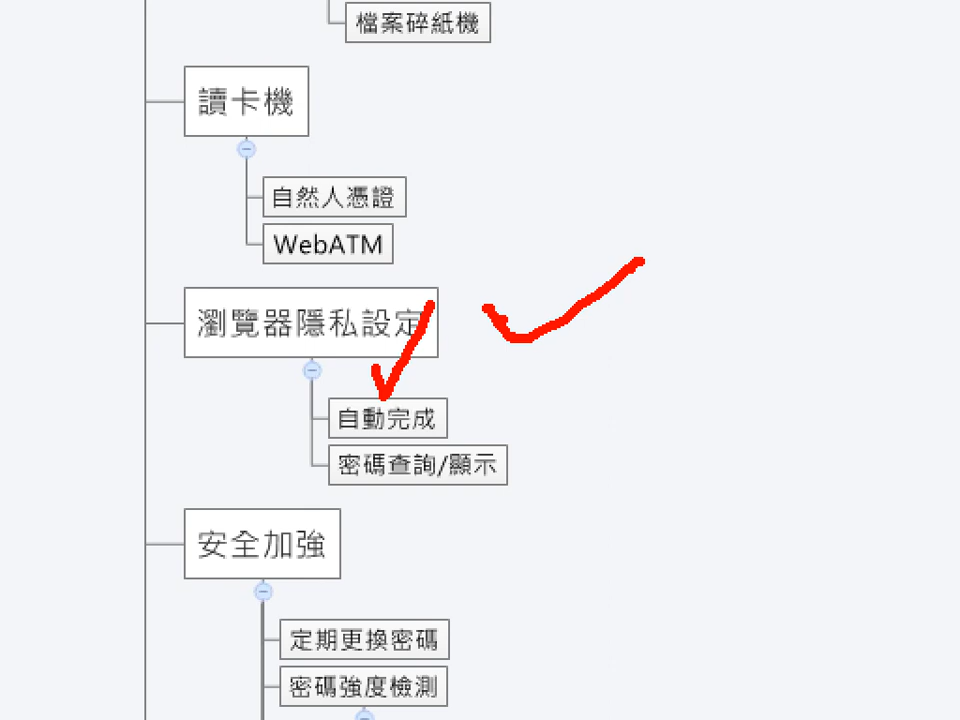 檔案碎紙機
讀卡機
自然人憑證
WebATM
瀏覽器隱私設定
自動完成
密碼查詢/顯示
安全加強
定期更換密碼
密碼強度檢測